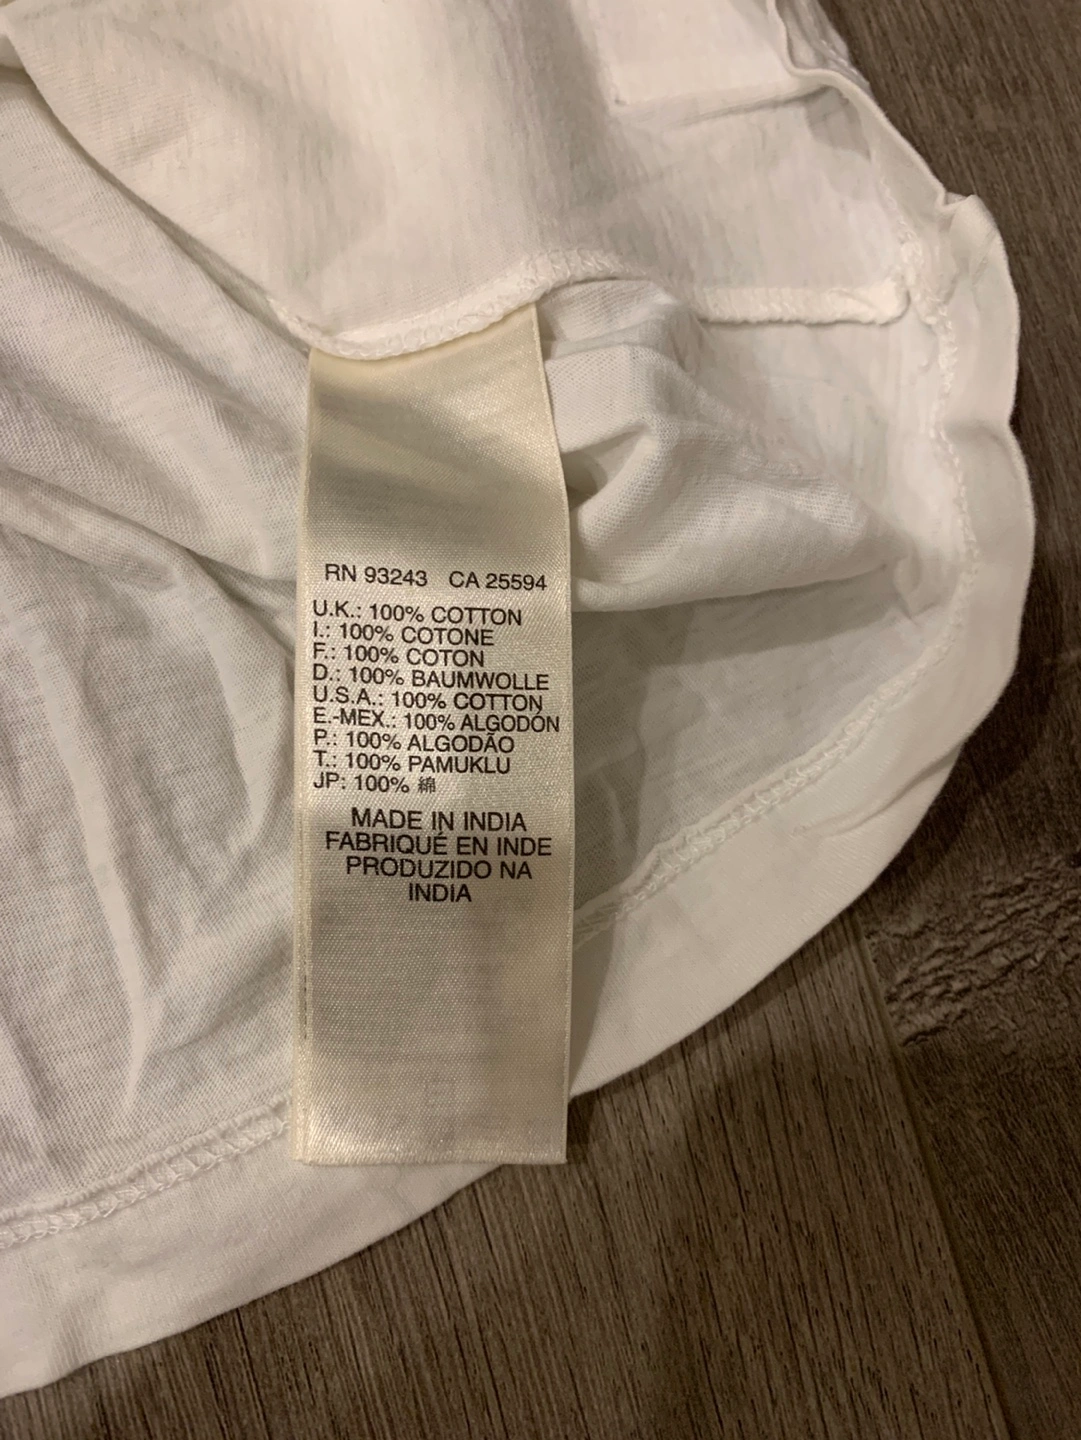 RN 93243 CA 25594
U.K.: 100% COTTON
I.: 100% COTONE
F.: 100% COTON
D.: 100% BAUMWOLLE
U.S.A.: 100% COTTON
E.-MEX.: 100% ALGODÓN
P.: 100% ALGODÃO
T.: 100% PAMUKLU
JP: 100% 綿
MADE IN INDIA
FABRIQUÉ EN INDE
PRODUZIDO NA
INDIA